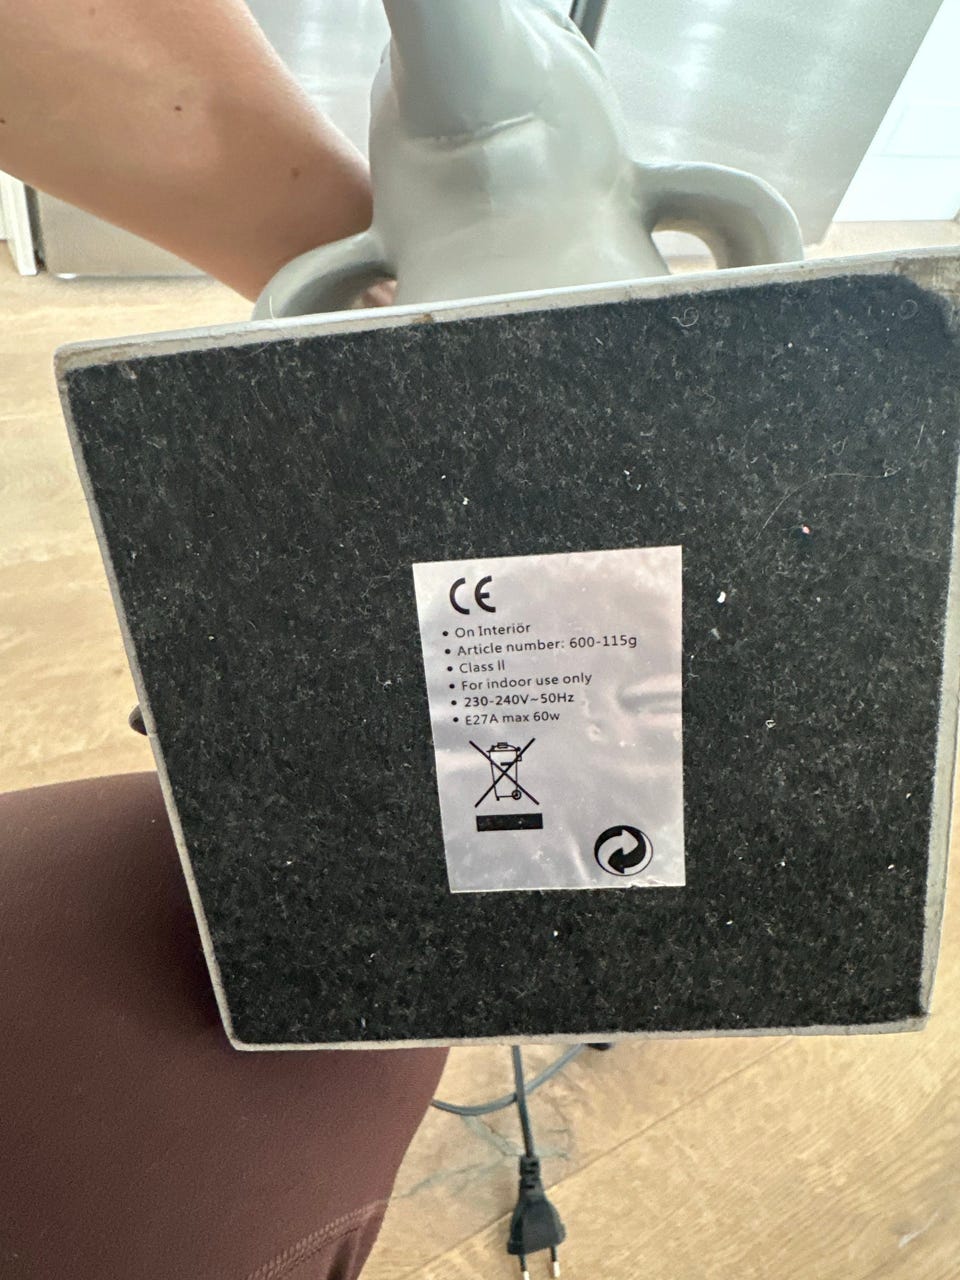 CE
• On Interiör
• Article number: 600-115g
• Class II
• For indoor use only
• 230-240V~50Hz
• E27A max 60w